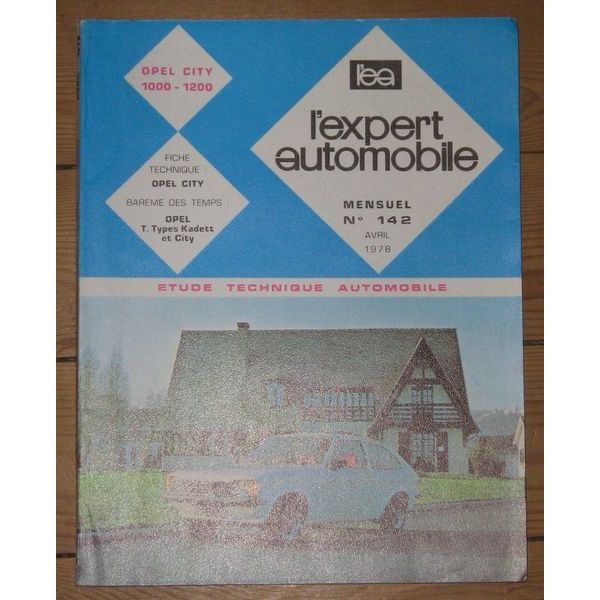 OPEL CITY
1000 - 1200
FICHE
TECHNIQUE :
OPEL CITY
BAREME DES TEMPS :
OPEL
T. Types Kadett
et City
l'ea
l'expert
automobile
MENSUEL
N° 142
AVRIL
1978
ETUDE TECHNIQUE AUTOMOBILE